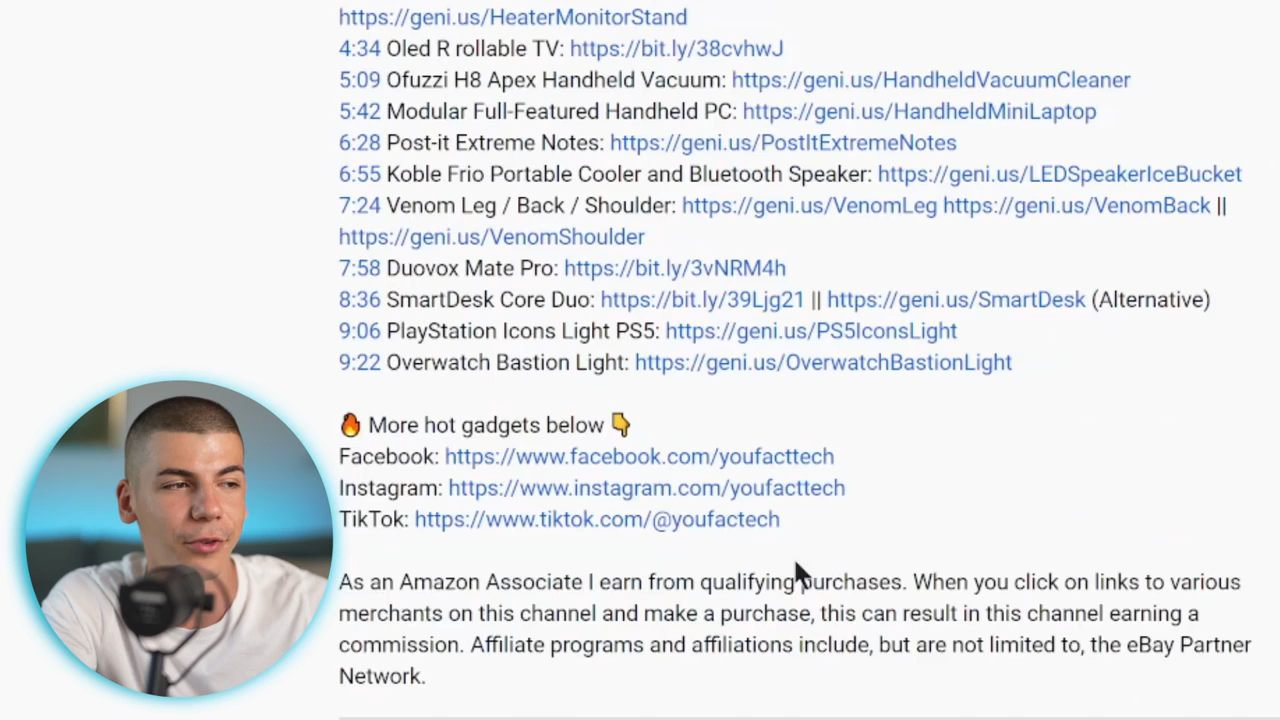 https://geni.us/HeaterMonitorStand
4:34 Oled R rollable TV: https://bit.ly/38cvhwJ
5:09 Ofuzzi H8 Apex Handheld Vacuum: https://geni.us/HandheldVacuumCleaner
5:42 Modular Full-Featured Handheld PC: https://geni.us/HandheldMiniLaptop
6:28 Post-it Extreme Notes: https://geni.us/PostItExtremeNotes
6:55 Koble Frio Portable Cooler and Bluetooth Speaker: https://geni.us/LEDSpeakerIceBucket
7:24 Venom Leg / Back / Shoulder: https://geni.us/VenomLeg https://geni.us/VenomBack ||
https://geni.us/VenomShoulder
7:58 Duovox Mate Pro: https://bit.ly/3vNRM4h
8:36 SmartDesk Core Duo: https://bit.ly/39Ljg21 || https://geni.us/SmartDesk (Alternative)
9:06 PlayStation Icons Light PS5: https://geni.us/PS5IconsLight
9:22 Overwatch Bastion Light: https://geni.us/OverwatchBastionLight
🔥 More hot gadgets below 👇
Facebook: https://www.facebook.com/youfacttech
Instagram: https://www.instagram.com/youfacttech
TikTok: https://www.tiktok.com/@youfactech
As an Amazon Associate I earn from qualifying purchases. When you click on links to various
merchants on this channel and make a purchase, this can result in this channel earning a
commission. Affiliate programs and affiliations include, but are not limited to, the eBay Partner
Network.